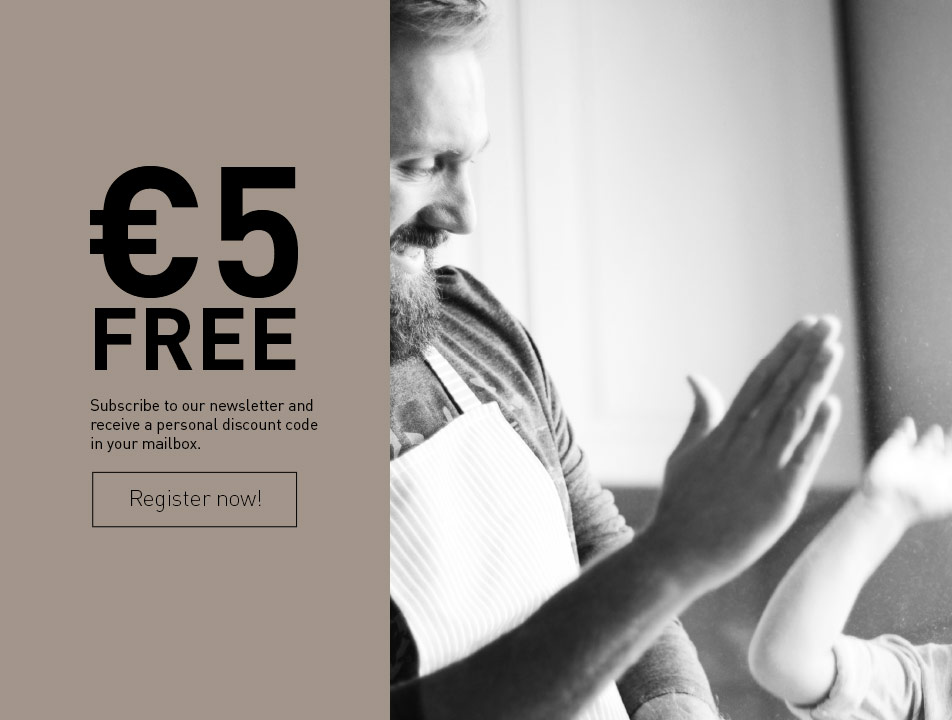 €5
FREE
Subscribe to our newsletter and
receive a personal discount code
in your mailbox.
Register now!